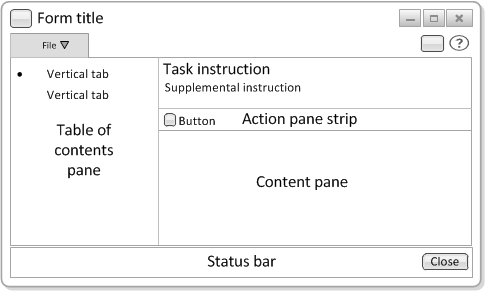 Form title
File
?
Vertical tab
Vertical tab
Table of
contents
pane
Task instruction
Supplemental instruction
Button Action pane strip
Content pane
Status bar
Close